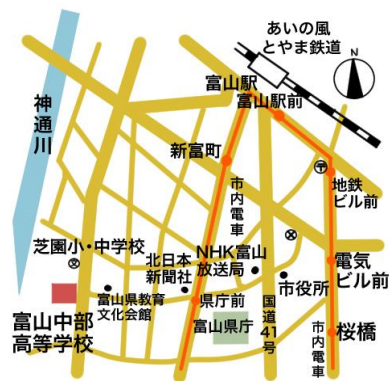 あいの風
とやま鉄道
N
富山駅
富山駅前
神通川
新富町
市内電車
地鉄
ビル前
芝園小・中学校
北日本
新聞社
NHK富山
放送局
市役所
電気
ビル前
富山県教育
文化会館
県庁前
富山県庁
国道41号
桜橋
市内電車
富山中部
高等学校